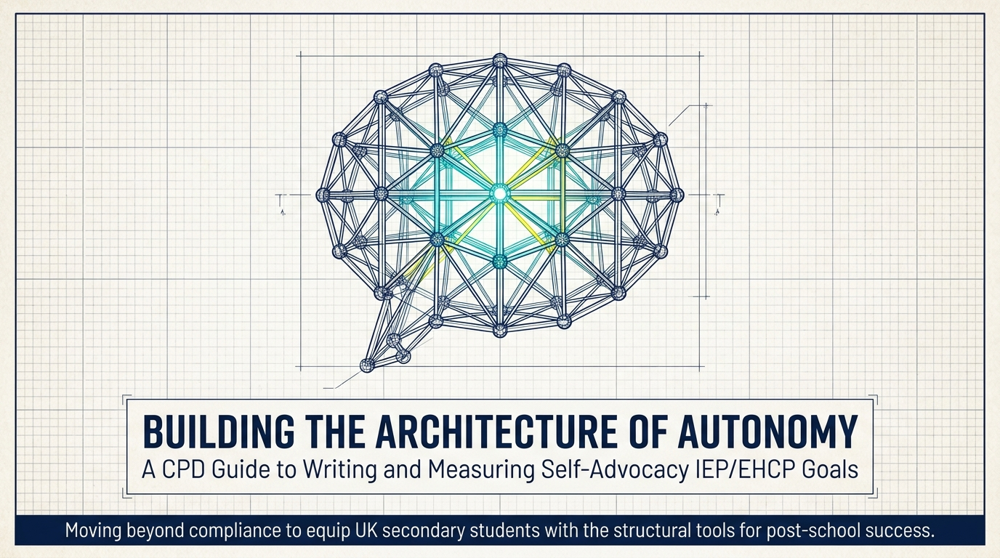 BUILDING THE ARCHITECTURE OF AUTONOMY
A CPD Guide to Writing and Measuring Self-Advocacy IEP/EHCP Goals
Moving beyond compliance to equip UK secondary students with the structural tools for post-school success.